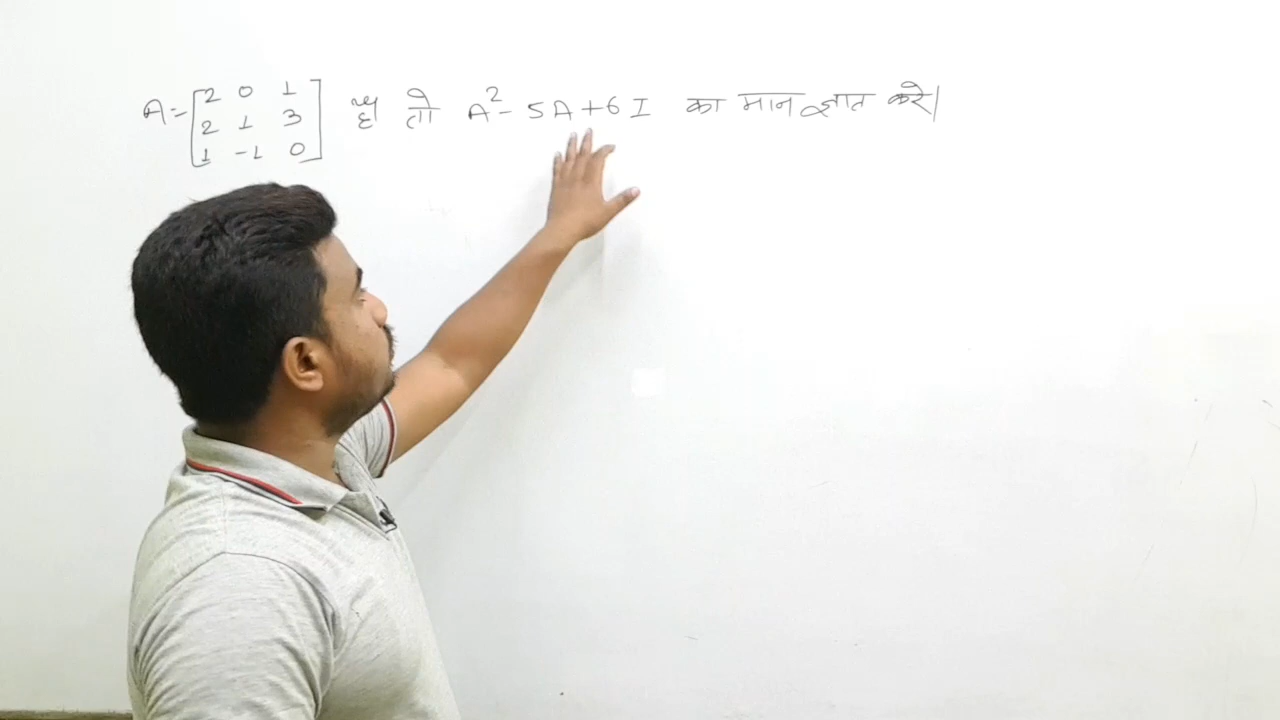 A = [2 0 1
2 1 3
1 -1 0] है तो A² - 5A + 6I का मान ज्ञात करे।